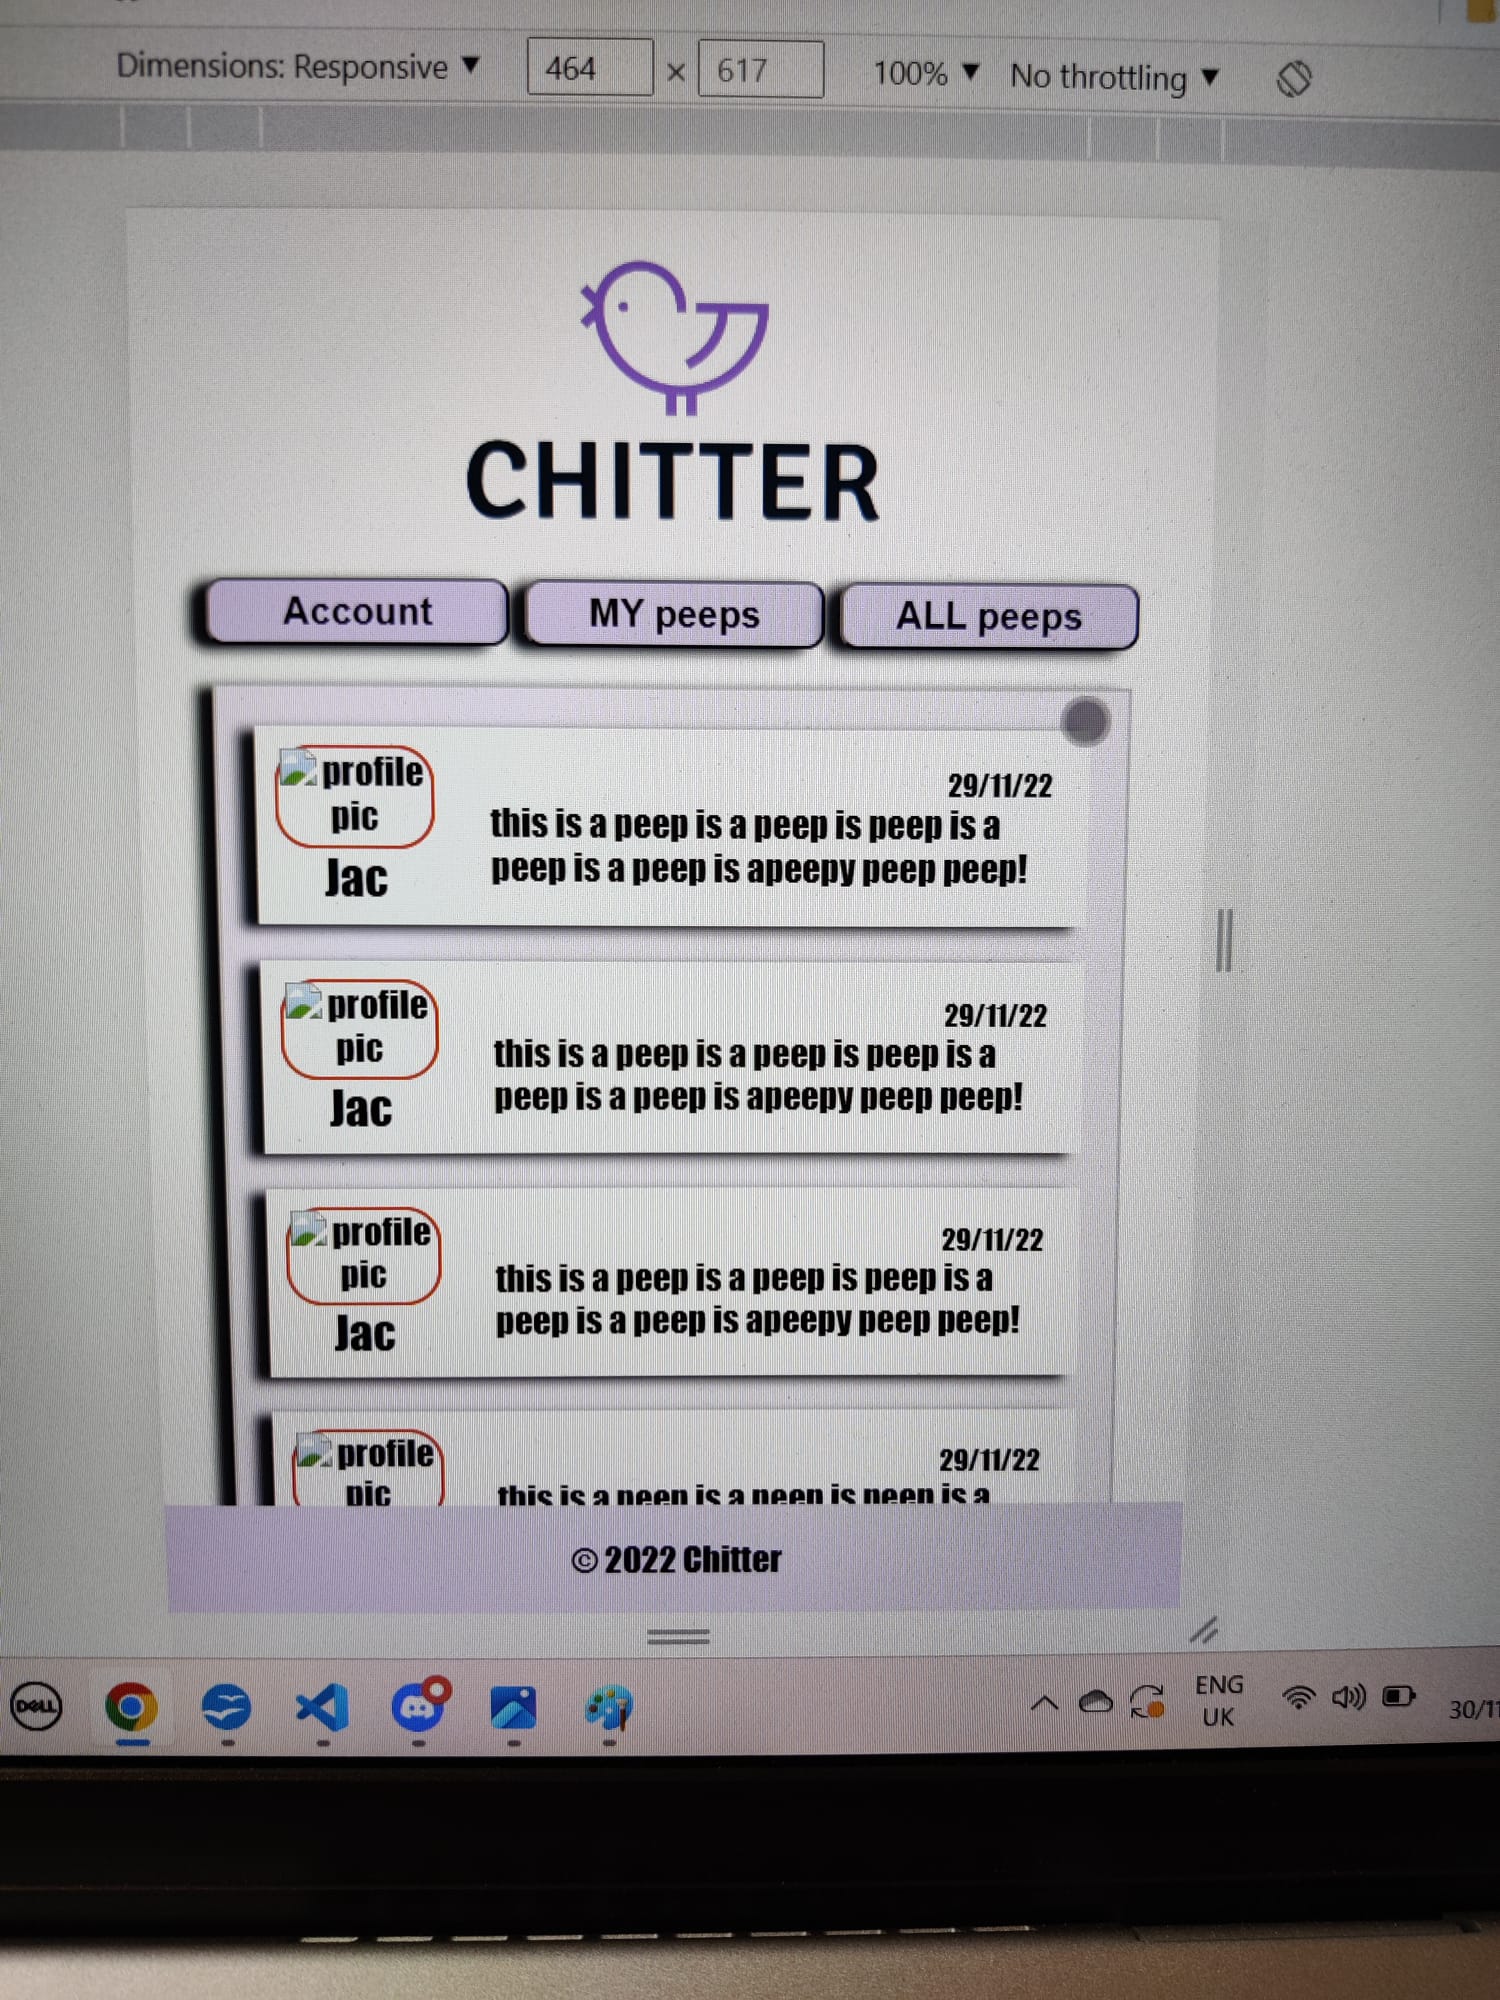 Dimensions: Responsive 464 × 617 100% No throttling
CHITTER
Account MY peeps ALL peeps
profile
pic
Jac
29/11/22
this is a peep is a peep is peep is a
peep is a peep is apeepy peep peep!
profile
pic
Jac
29/11/22
this is a peep is a peep is peep is a
peep is a peep is apeepy peep peep!
profile
pic
Jac
29/11/22
this is a peep is a peep is peep is a
peep is a peep is apeepy peep peep!
profile
pic
29/11/22
this is a peep is a peep is peep is a
© 2022 Chitter
DELL
ENG
UK
30/11